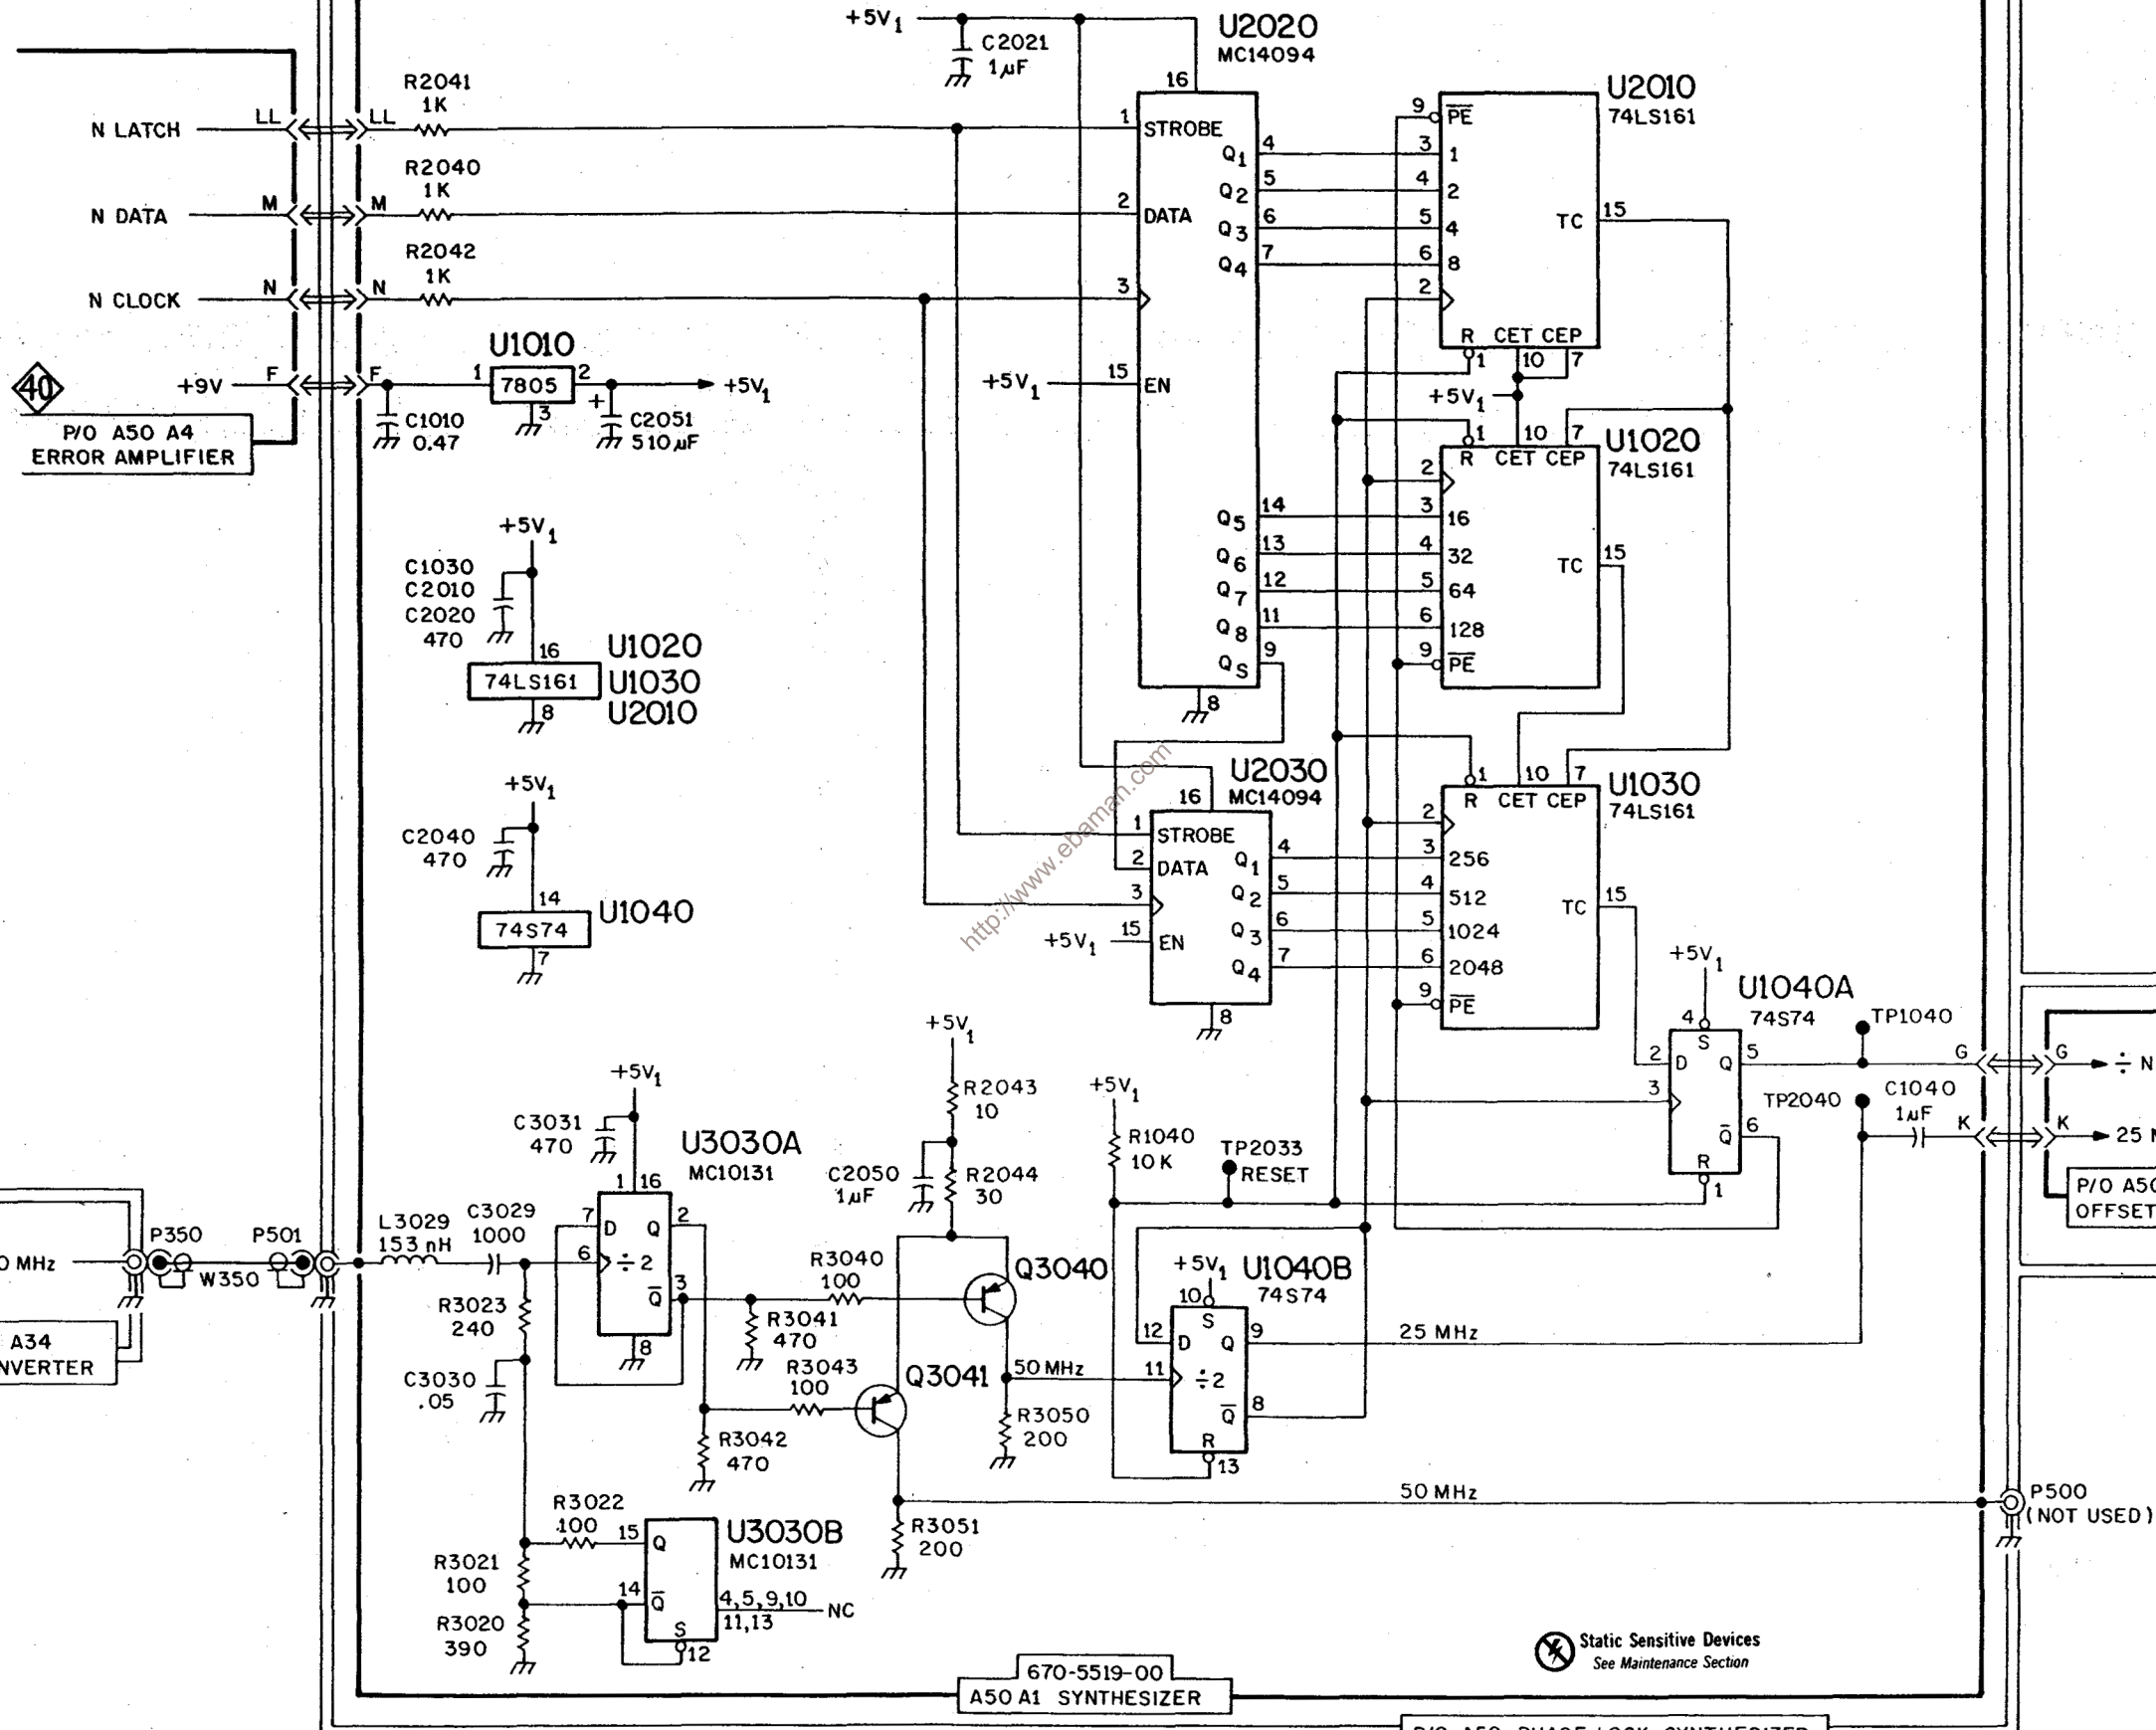 +5V1
C2021
1µF
U2020
MC14094
16
N LATCH
LL
LL
R2041
1K
1
STROBE
N DATA
M
M
R2040
1K
2
DATA
N CLOCK
N
N
R2042
1K
3
+5V1
15
EN
Q1
4
Q2
5
Q3
6
Q4
7
Q5
14
Q6
13
Q7
12
Q8
11
QS
9
8
U2010
74LS161
9
PE
3
1
4
2
5
4
6
8
2
TC
15
R
CET
CEP
1
10
7
+5V1
40
+9V
F
F
P/O A50 A4
ERROR AMPLIFIER
C1010
0.47
U1010
1
7805
2
3
+
C2051
510µF
+5V1
1
10
7
R
CET
CEP
U1020
74LS161
2
3
16
4
32
5
64
6
128
9
PE
TC
15
+5V1
C1030
C2010
C2020
470
16
74LS161
8
U1020
U1030
U2010
+5V1
C2040
470
14
74S74
7
U1040
http://www.ebaman.com
U2030
MC14094
16
1
STROBE
2
DATA
3
+5V1
15
EN
Q1
4
Q2
5
Q3
6
Q4
7
8
U1030
74LS161
1
10
7
R
CET
CEP
2
3
256
4
512
5
1024
6
2048
9
PE
TC
15
+5V1
U1040A
74S74
4
S
2
D
Q
5
3
Q̄
6
R
1
TP1040
G
G
÷ N
TP2040
C1040
1µF
K
K
25
P/O A50
OFFSET
+5V1
R2043
10
C2050
1µF
R2044
30
+5V1
R1040
10K
TP2033
RESET
+5V1
C3031
470
U3030A
MC10131
1
16
7
D
Q
2
6
÷2
Q̄
3
8
0 MHz
P350
W350
P501
L3029
153 nH
C3029
1000
R3023
240
C3030
.05
A34
NVERTER
R3040
100
R3041
470
R3043
100
R3042
470
Q3040
Q3041
50 MHz
R3050
200
+5V1
U1040B
74S74
10
S
12
D
Q
9
11
÷2
Q̄
8
R
13
25 MHz
50 MHz
P500
(NOT USED)
R3051
200
R3022
100
R3021
100
R3020
390
U3030B
MC10131
15
Q
14
Q̄
S
12
4,5,9,10
11,13
NC
Static Sensitive Devices
See Maintenance Section
670-5519-00
A50 A1 SYNTHESIZER